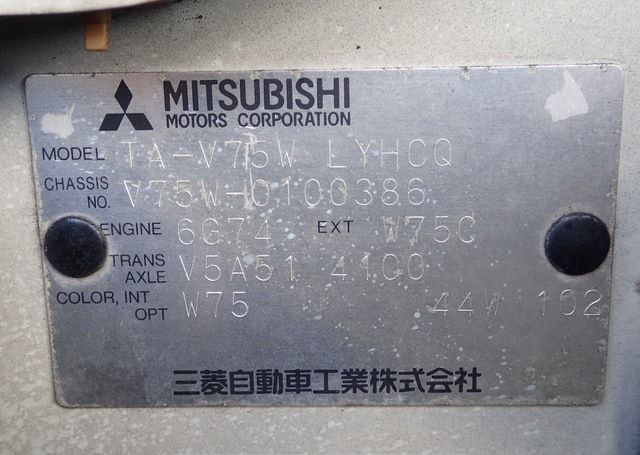 MITSUBISHI
MOTORS CORPORATION
MODEL TA-V75W LYHCQ
CHASSIS NO. V75W-0100386
ENGINE 6G74 EXT W75C
TRANS AXLE V5A51 4100
COLOR, INT OPT W75 44W 102
三菱自動車工業株式会社